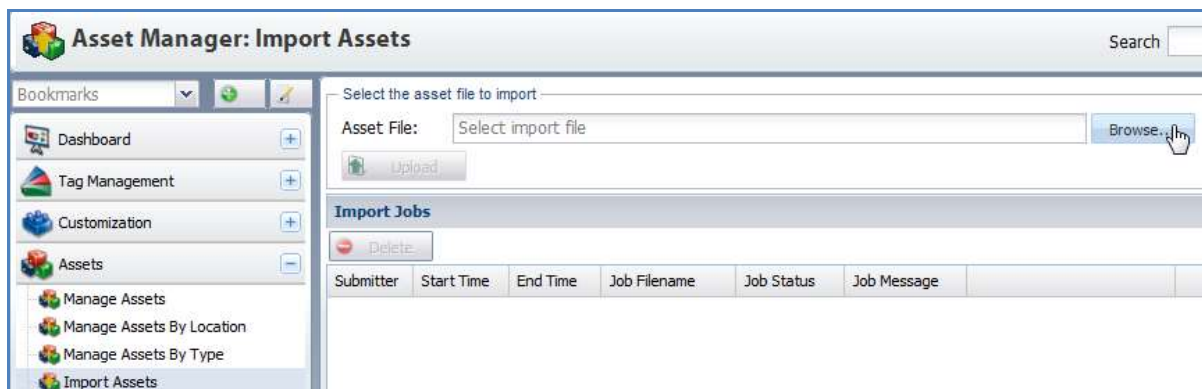 Asset Manager: Import Assets
Search
Bookmarks
Dashboard
Tag Management
Customization
Assets
Manage Assets
Manage Assets By Location
Manage Assets By Type
Import Assets
Select the asset file to import
Asset File: Select import file Browse...
Upload
Import Jobs
Delete
Submitter Start Time End Time Job Filename Job Status Job Message